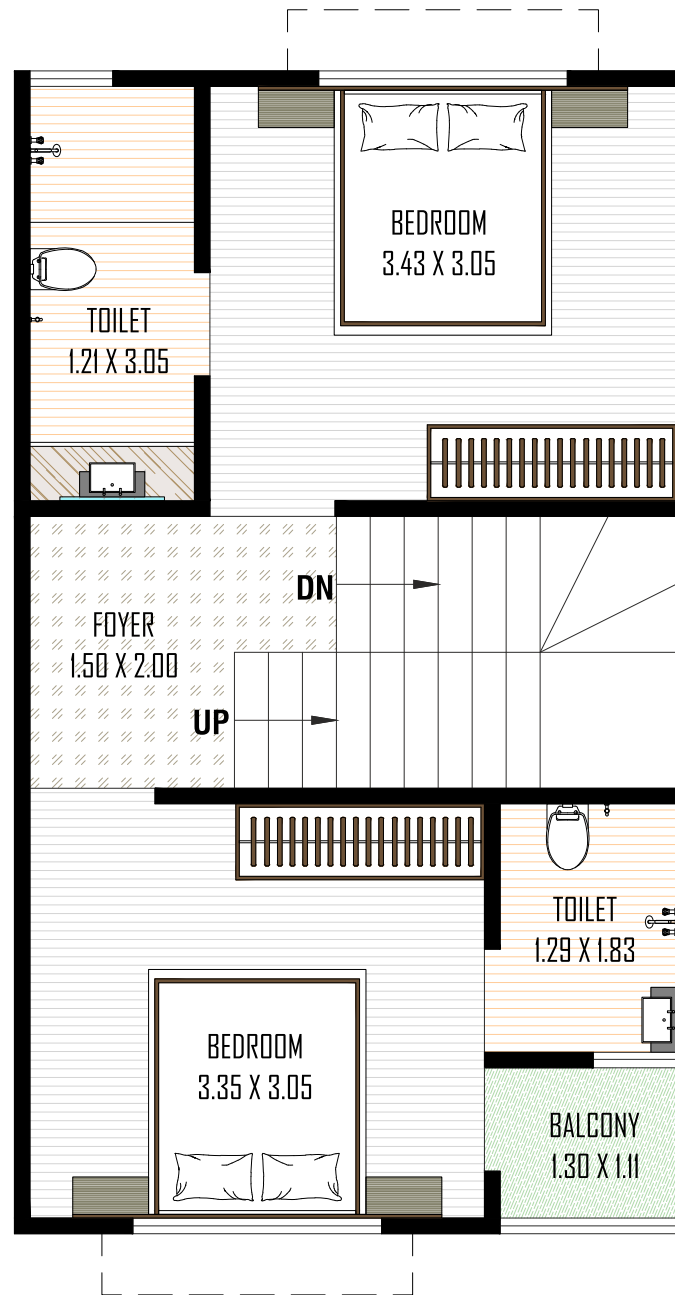 BEDROOM
3.43 X 3.05
TOILET
1.21 X 3.05
DN
FOYER
1.50 X 2.00
UP
TOILET
1.29 X 1.83
BEDROOM
3.35 X 3.05
BALCONY
1.30 X 1.11